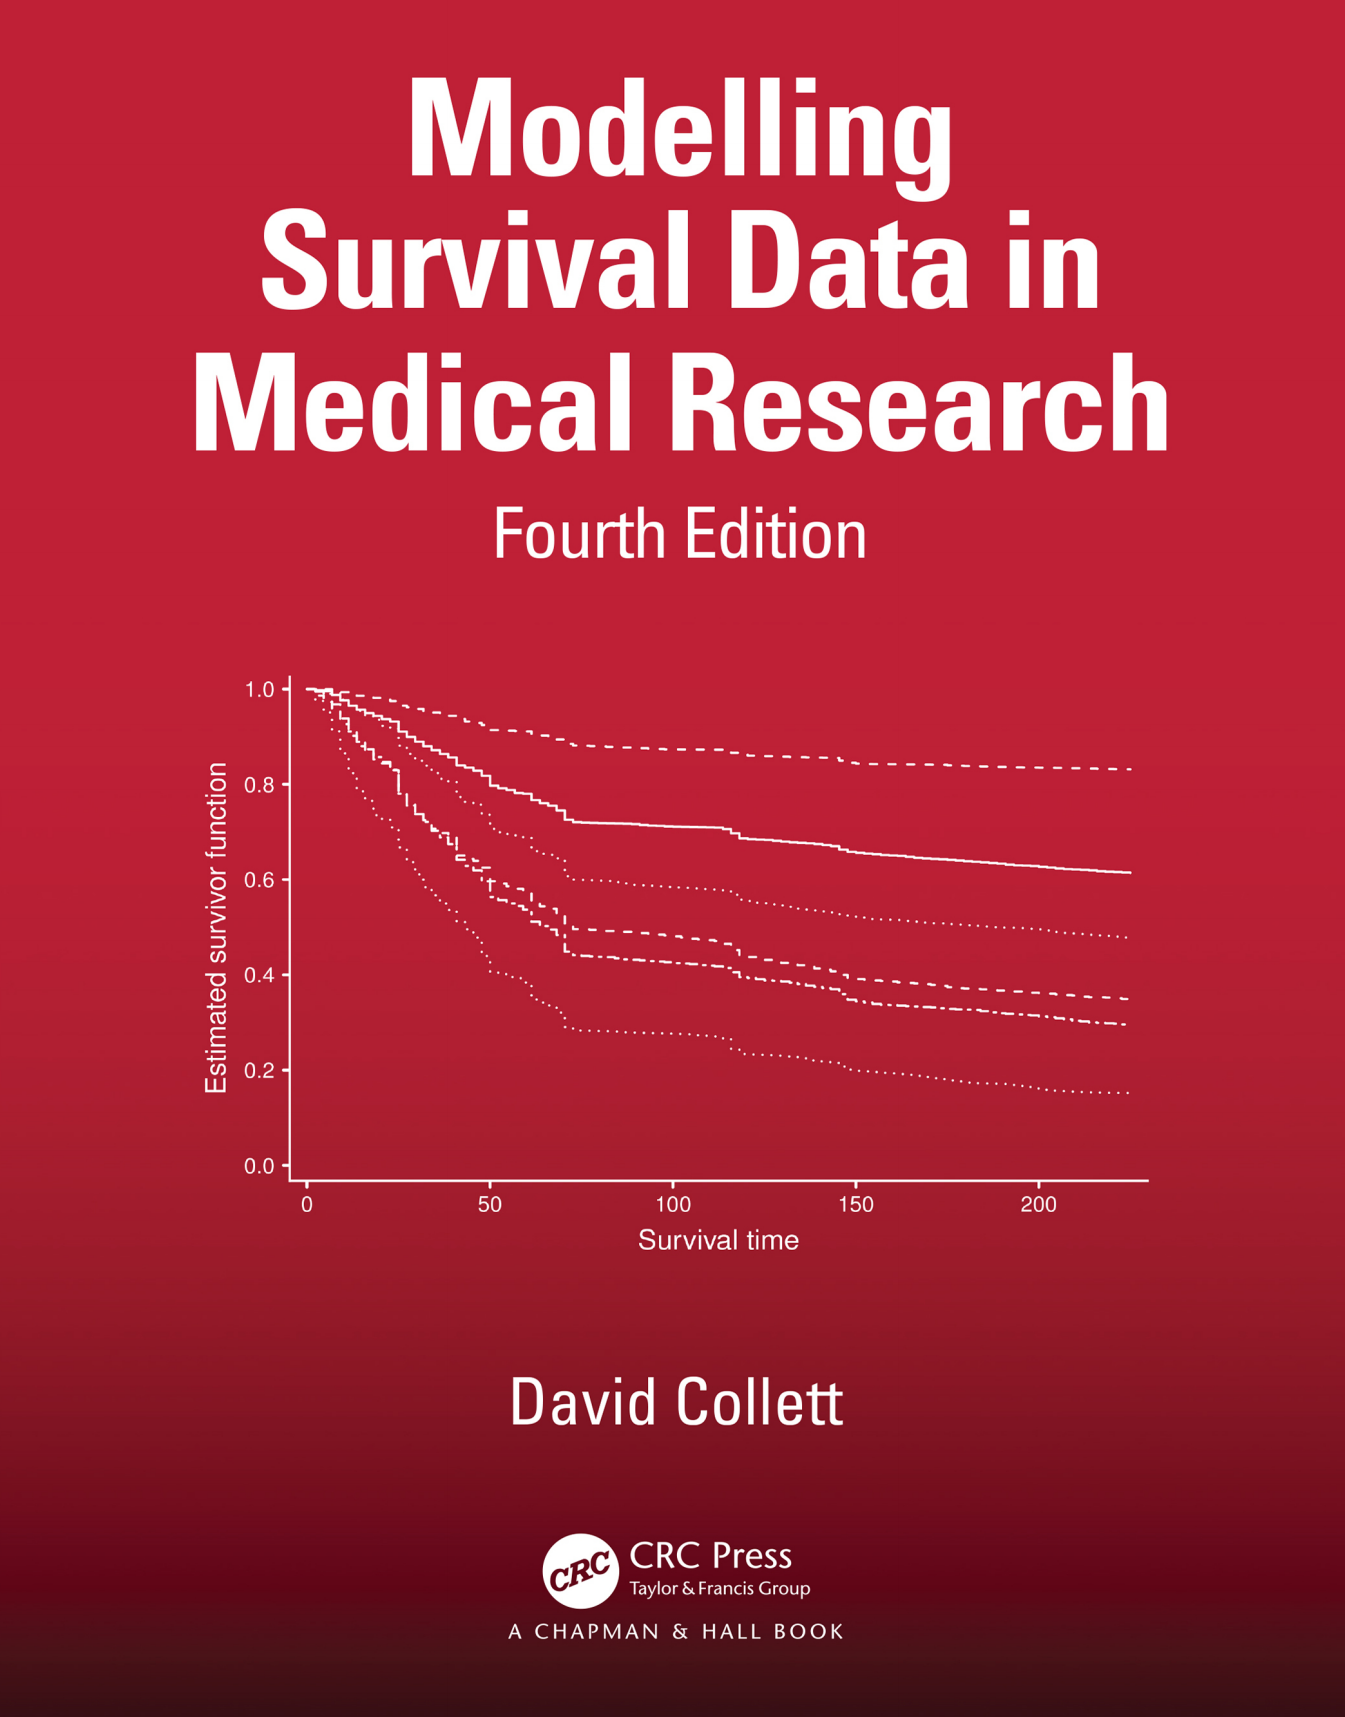 Modelling
Survival Data in
Medical Research
Fourth Edition
1.0
0.8
0.6
0.4
0.2
0.0
Estimated survivor function
0 50 100 150 200
Survival time
David Collett
CRC CRC Press
Taylor & Francis Group
A CHAPMAN & HALL BOOK